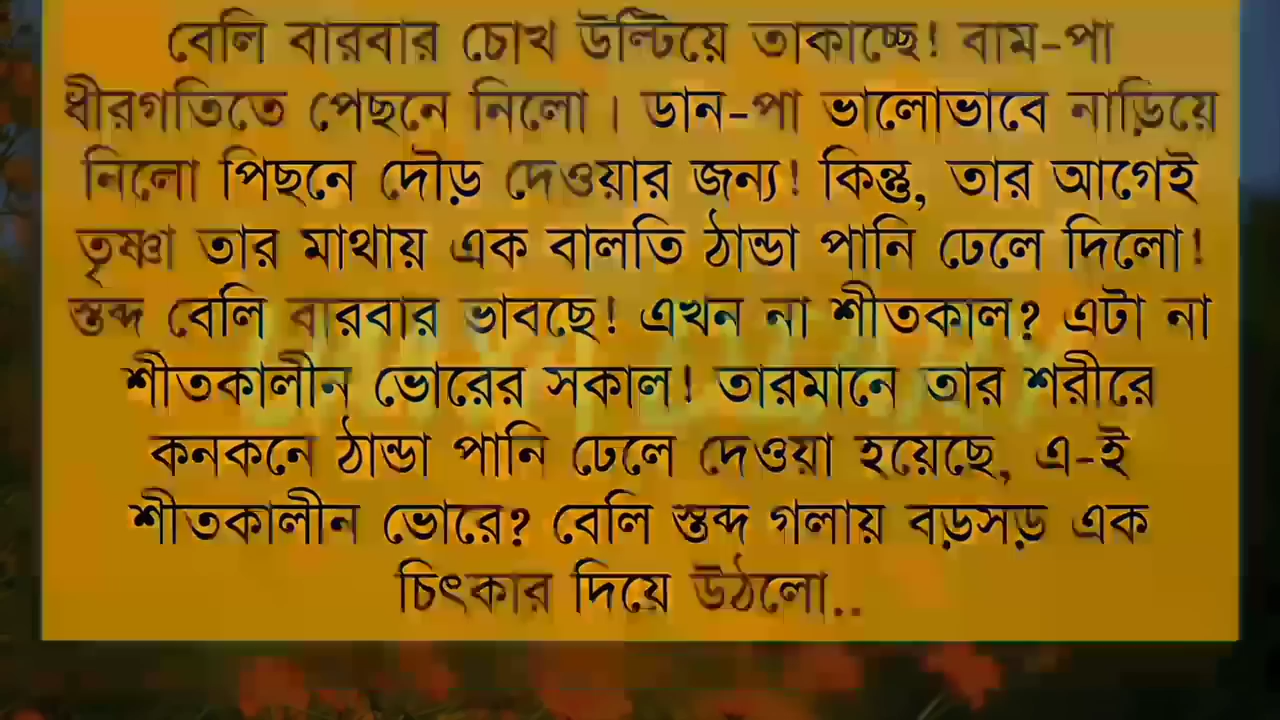 বেলি বারবার চোখ উল্টিয়ে তাকাচ্ছে! বাম-পা
ধীরগতিতে পেছনে নিলো। ডান-পা ভালোভাবে নাড়িয়ে
নিলো পিছনে দৌড় দেওয়ার জন্য! কিন্তু, তার আগেই
তৃষ্ণা তার মাথায় এক বালতি ঠান্ডা পানি ঢেলে দিলো!
স্তব্দ বেলি বারবার ভাবছে! এখন না শীতকাল? এটা না
শীতকালীন ভোরের সকাল! তারমানে তার শরীরে
কনকনে ঠান্ডা পানি ঢেলে দেওয়া হয়েছে, এ-ই
শীতকালীন ভোরে? বেলি স্তব্দ গলায় বড়সড় এক
চিৎকার দিয়ে উঠলো..